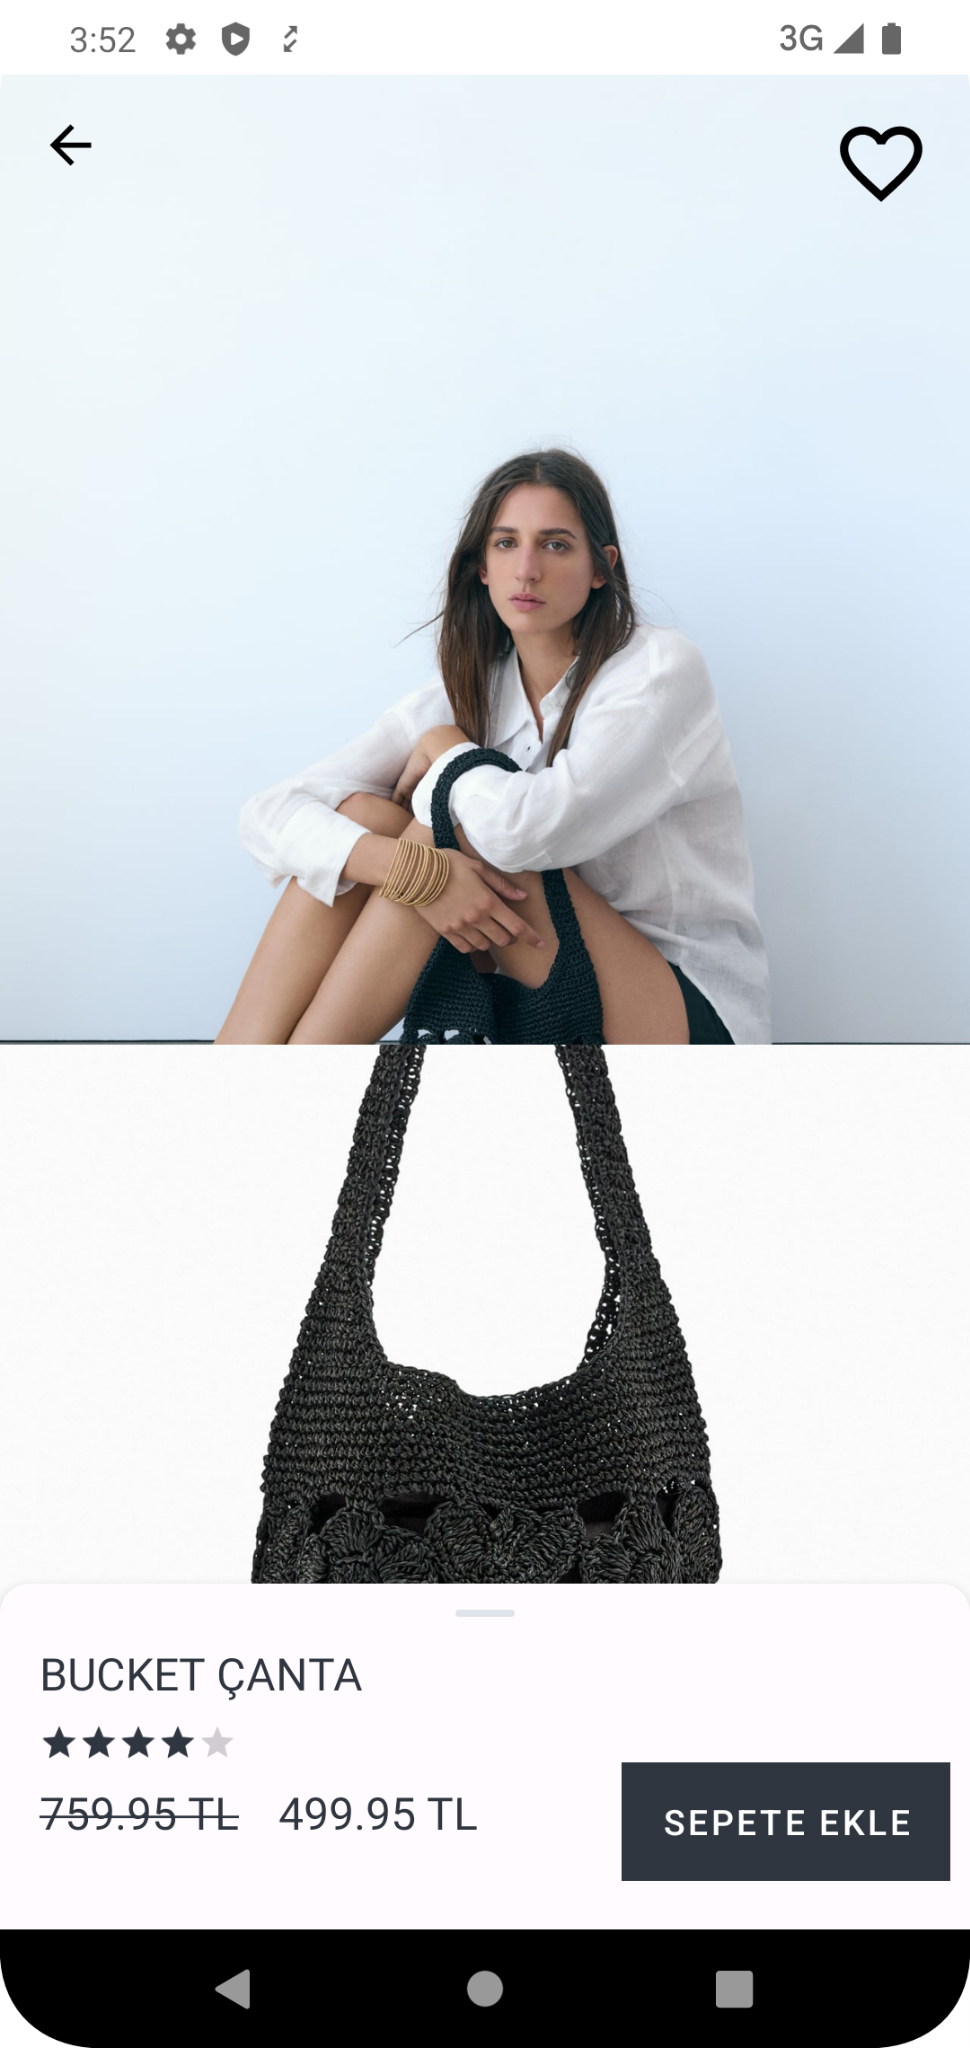 3:52 3G
BUCKET ÇANTA
759.95 TL 499.95 TL
SEPETE EKLE